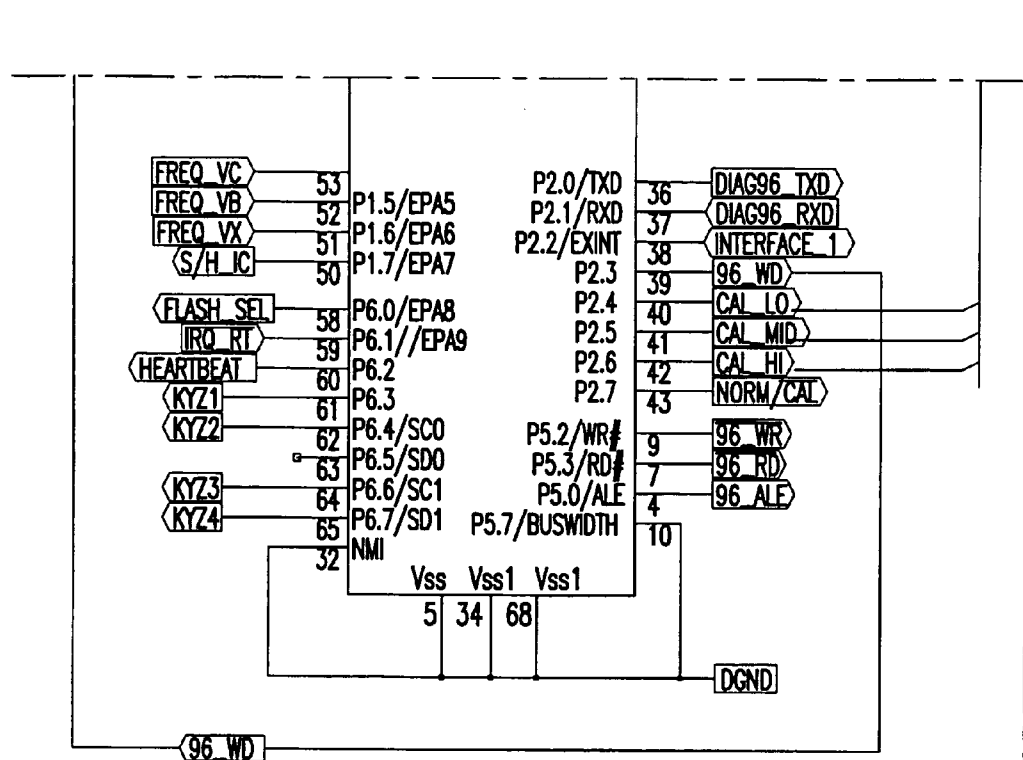 FREQ_VC 53
FREQ_VB 52 P1.5/EPA5
FREQ_VX 51 P1.6/EPA6
S/H_IC 50 P1.7/EPA7
FLASH_SEL 58 P6.0/EPA8
IRQ_RT 59 P6.1//EPA9
HEARTBEAT 60 P6.2
KYZ1 61 P6.3
KYZ2 62 P6.4/SC0
63 P6.5/SD0
KYZ3 64 P6.6/SC1
KYZ4 65 P6.7/SD1
32 NMI
P2.0/TXD 36 DIAG96_TXD
P2.1/RXD 37 DIAG96_RXD
P2.2/EXINT 38 INTERFACE_1
P2.3 39 96_WD
P2.4 40 CAL_LO
P2.5 41 CAL_MID
P2.6 42 CAL_HI
P2.7 43 NORM/CAL
P5.2/WR# 9 96_WR
P5.3/RD# 7 96_RD
P5.0/ALE 4 96_ALE
P5.7/BUSWIDTH 10
Vss Vss1 Vss1
5 34 68
DGND
96_WD